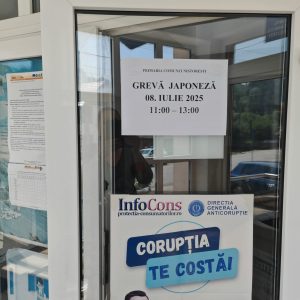 PRIMARIA COMUNEI NISTOREȘTI
GREVĂ JAPONEZĂ
08. IULIE 2025
11:00 – 13:00
InfoCons
protectia-consumatorilor.ro
DIRECȚIA
GENERALĂ
ANTICORUPȚIE
CORUPȚIA
TE COSTĂ!